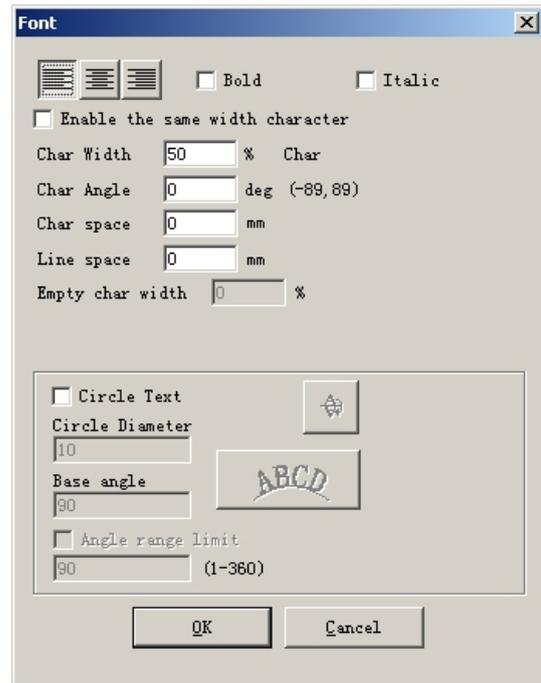 Font
Bold Italic
Enable the same width character
Char Width 50 % Char
Char Angle 0 deg (-89,89)
Char space 0 mm
Line space 0 mm
Empty char width 0 %
Circle Text
Circle Diameter
10
ABCD
Base angle
90
Angle range limit
90 (1-360)
OK Cancel